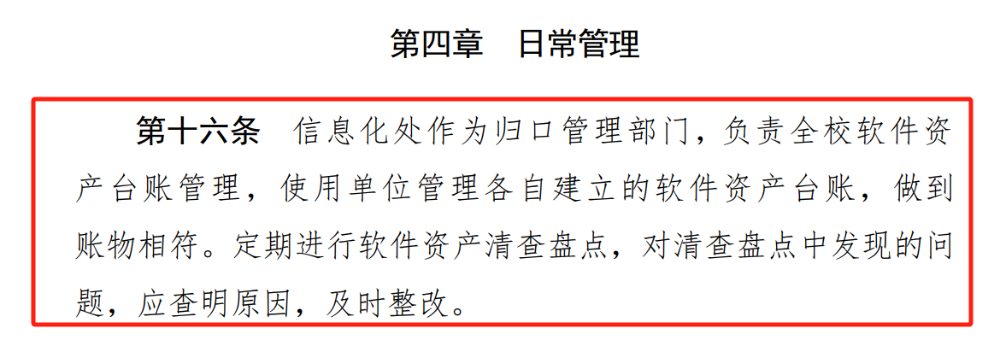 第四章　日常管理
第十六条　信息化处作为归口管理部门，负责全校软件资
产台账管理，使用单位管理各自建立的软件资产台账，做到
账物相符。定期进行软件资产清查盘点，对清查盘点中发现的问
题，应查明原因，及时整改。